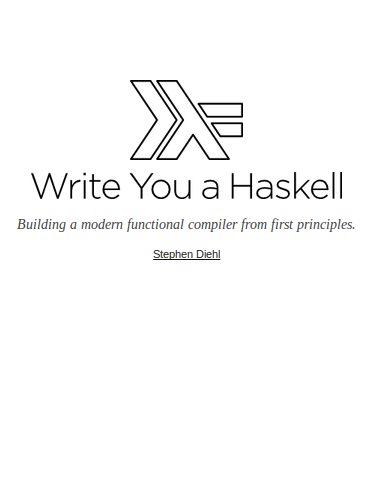 Write You a Haskell
Building a modern functional compiler from first principles.
Stephen Diehl